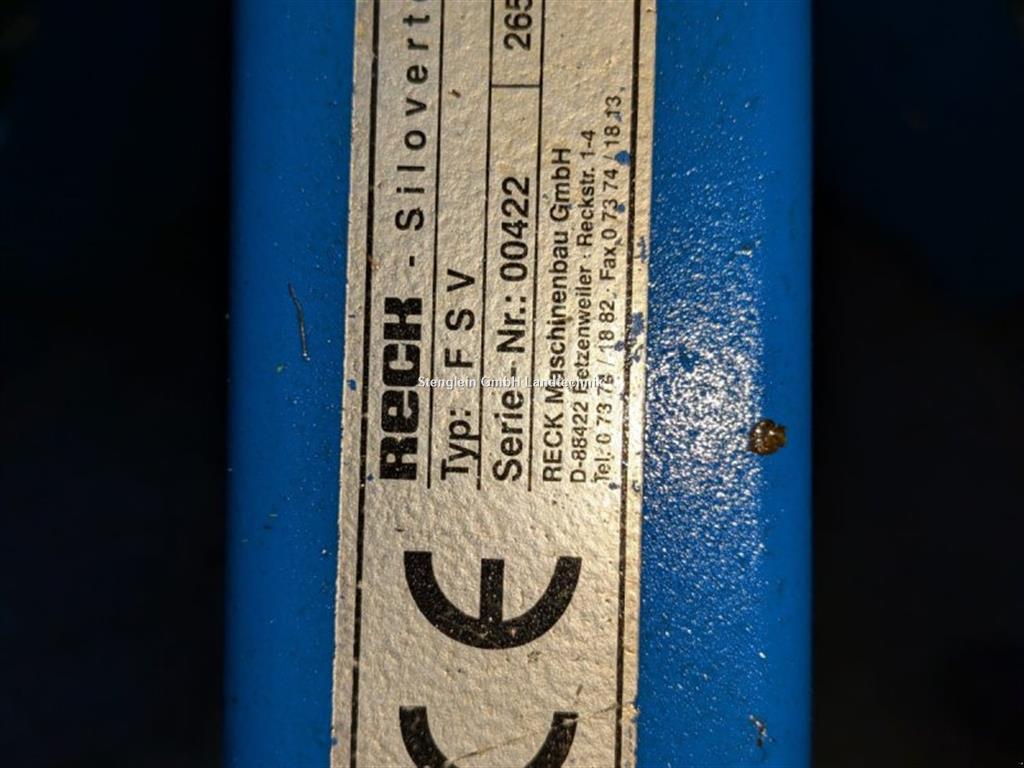 CE
RECK - Silovert
Typ: F S V
Serie - Nr.: 00422 265
RECK Maschinenbau GmbH
D-88422 Betzenweiler · Reckstr. 1-4
Tel. 0 73 74 / 18 82 · Fax 0 73 74 / 18 13
Stenglein GmbH Landtechnik